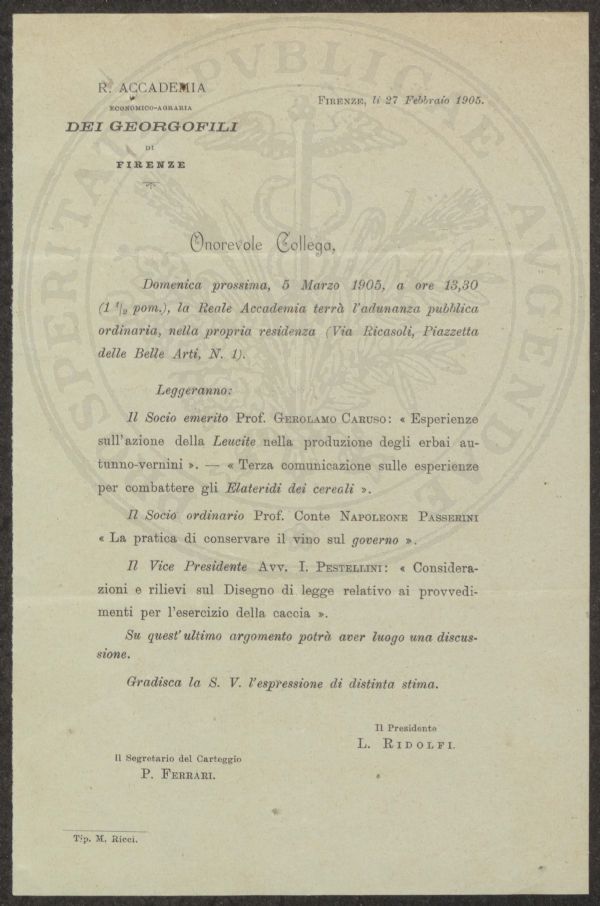 R. ACCADEMIA
ECONOMICO-AGRARIA
DEI GEORGOFILI
DI
FIRENZE
FIRENZE, li 27 Febbraio 1905.
Onorevole Collega,
Domenica prossima, 5 Marzo 1905, a ore 13,30
(1 1/2 pom.), la Reale Accademia terrà l'adunanza pubblica
ordinaria, nella propria residenza (Via Ricasoli, Piazzetta
delle Belle Arti, N. 1).
Leggeranno:
Il Socio emerito Prof. GEROLAMO CARUSO: « Esperienze
sull'azione della Leucite nella produzione degli erbai au-
tunno-vernini ». — « Terza comunicazione sulle esperienze
per combattere gli Elateridi dei cereali ».
Il Socio ordinario Prof. Conte NAPOLEONE PASSERINI
« La pratica di conservare il vino sul governo ».
Il Vice Presidente AVV. I. PESTELLINI: « Considera-
zioni e rilievi sul Disegno di legge relativo ai provvedi-
menti per l'esercizio della caccia ».
Su quest'ultimo argomento potrà aver luogo una discus-
sione.
Gradisca la S. V. l'espressione di distinta stima.
Il Presidente
L. RIDOLFI.
Il Segretario del Carteggio
P. FERRARI.
Tip. M. Ricci.
PROSPERITATI PVBLICAE AVGENDAE